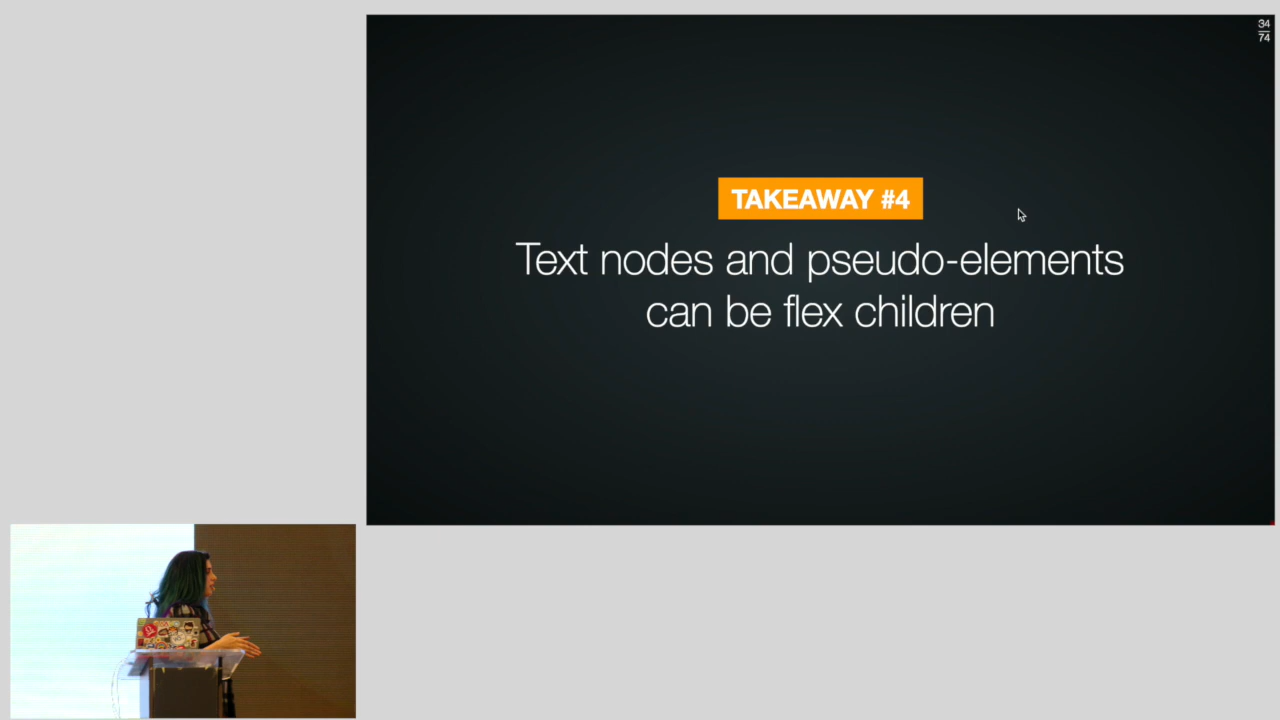 34
74
TAKEAWAY #4
Text nodes and pseudo-elements
can be flex children